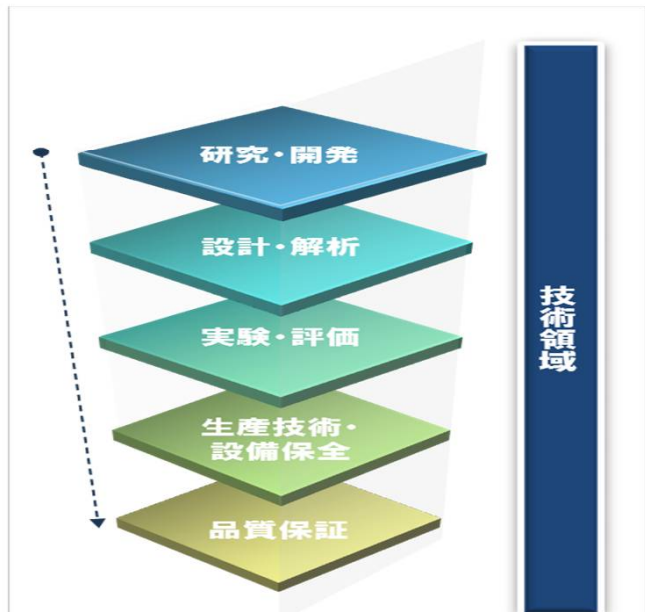 研究・開発
設計・解析
実験・評価
生産技術・
設備保全
品質保証
技術領域